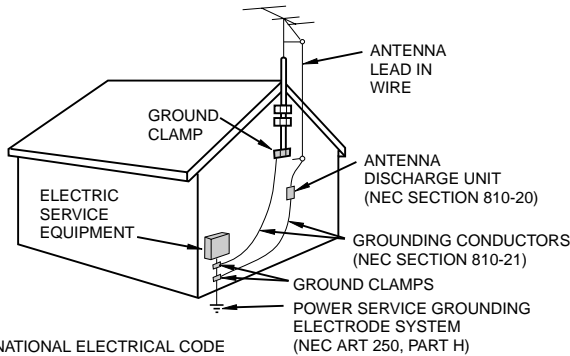 ANTENNA
LEAD IN
WIRE
GROUND
CLAMP
ANTENNA
DISCHARGE UNIT
(NEC SECTION 810-20)
ELECTRIC
SERVICE
EQUIPMENT
GROUNDING CONDUCTORS
(NEC SECTION 810-21)
GROUND CLAMPS
POWER SERVICE GROUNDING
ELECTRODE SYSTEM
(NEC ART 250, PART H)
NATIONAL ELECTRICAL CODE